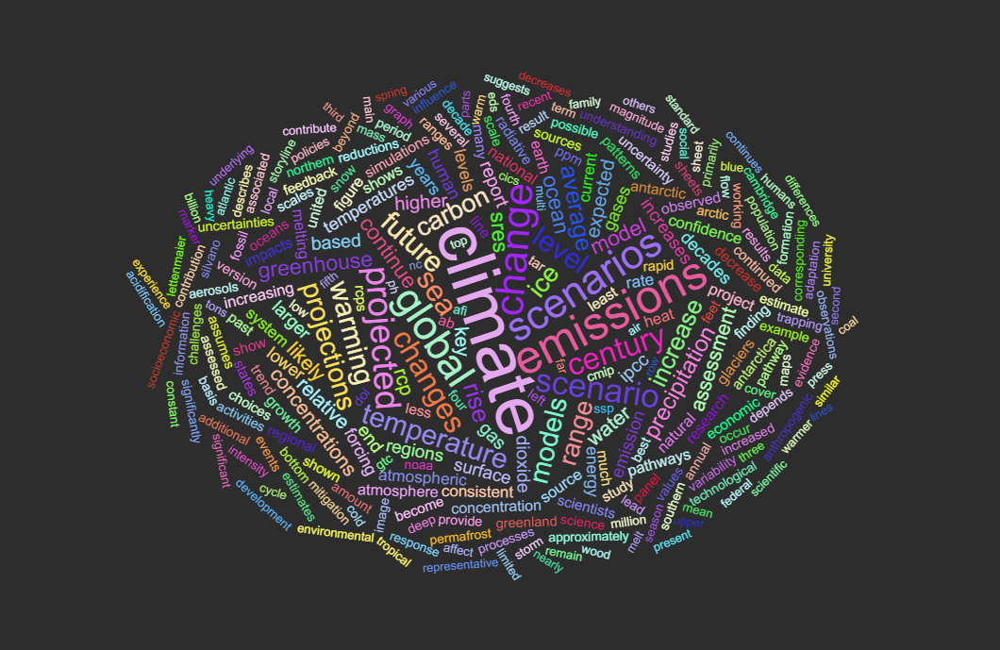 climate
emissions
global
change
scenarios
scenario
projected
changes
temperature
century
future
warming
projections
carbon
sea
level
ice
models
range
increase
precipitation
assessment
rise
average
ocean
expected
gases
current
model
sres
greenhouse
concentrations
likely
relative
rcp
continue
temperatures
higher
report
human
years
levels
based
larger
lower
system
key
gas
dioxide
water
energy
source
emission
surface
regions
end
forcing
atmospheric
atmosphere
consistent
concentration
pathways
ipcc
rate
decades
confidence
increases
national
antarctic
arctic
observed
rapid
project
heat
feet
least
tar
afi
ab
air
top
line
nc
pin
low
rcps
fifth
doi
four
less
noaa
gtc
far
left
row
cmip
ssp
much
best
study
natural
research
economic
glaciers
antarctica
pathway
example
estimate
finding
decrease
continued
trapping
results
data
flow
working
formation
population
humans
cambridge
continues
differences
blue
primarily
sheet
sheets
social
standard
studies
others
magnitude
uncertainty
understanding
family
patterns
possible
term
recent
decreases
suggests
fourth
eds
scale
radiative
result
sources
ppm
earth
cics
multi
many
warm
several
decade
influence
various
parts
graph
spring
main
third
beyond
mass
period
ranges
reductions
simulations
shows
snow
figure
feedback
northern
policies
contribute
storyline
associated
describes
underlying
local
scales
united
melting
oceans
impacts
fossil
atlantic
heavy
billion
marker
uncertainties
silvano
lettenmaier
contribution
version
aerosols
increasing
tons
past
show
challenges
information
assumes
assessed
states
trend
choices
growth
basis
activities
regional
additional
events
shown
bottom
mitigation
estimates
cycle
intensity
significant
significantly
constant
socioeconomic
acidification
experience
development
environmental
tropical
cold
amount
image
become
deep
provide
permafrost
response
affect
representative
processes
storm
limited
nearly
remain
wood
approximately
greenland
science
scientists
million
lead
melt
season
values
southern
panel
annual
variability
increased
technological
federal
mean
upper
present
scientific
three
occur
cover
depends
maps
warmer
anthropogenic
lines
similar
coal
press
evidence
second
observations
adaptation
university
corresponding